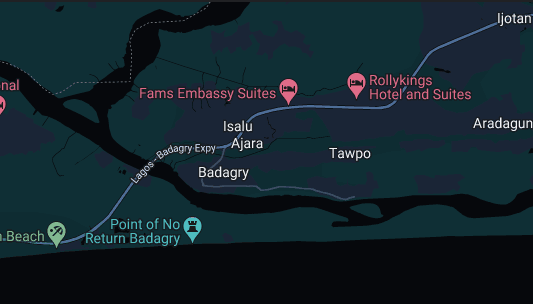 Ijotan
onal
Fams Embassy Suites
Rollykings
Hotel and Suites
Isalu
Ajara
Aradagun
Lagos - Badagry Expy
Tawpo
Badagry
Point of No
Return Badagry
Beach